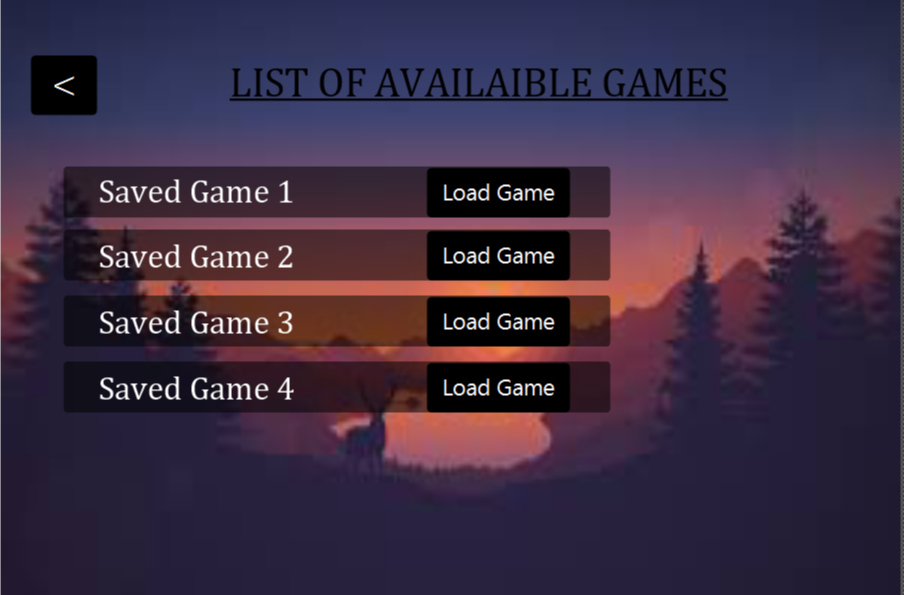 <
LIST OF AVAILAIBLE GAMES
Saved Game 1 Load Game
Saved Game 2 Load Game
Saved Game 3 Load Game
Saved Game 4 Load Game